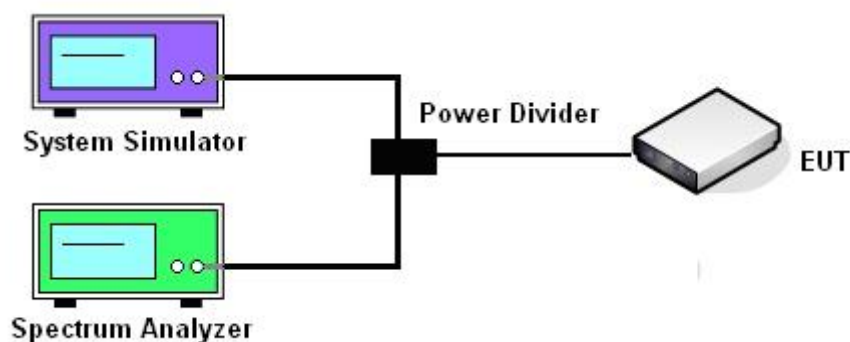 System Simulator
Power Divider
EUT
Spectrum Analyzer